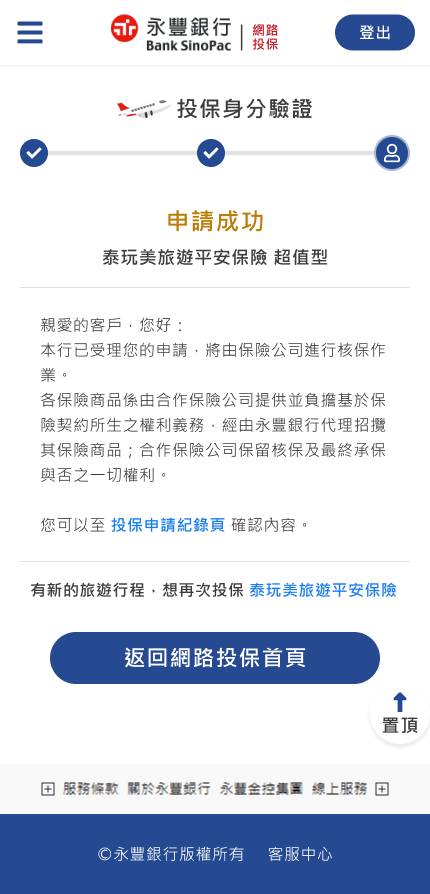 永豐銀行
Bank SinoPac
網路
投保
登出
投保身分驗證
申請成功
泰玩美旅遊平安保險 超值型
親愛的客戶，您好：
本行已受理您的申請，將由保險公司進行核保作
業。
各保險商品係由合作保險公司提供並負擔基於保
險契約所生之權利義務，經由永豐銀行代理招攬
其保險商品；合作保險公司保留核保及最終承保
與否之一切權利。
您可以至 投保申請紀錄頁 確認內容。
有新的旅遊行程，想再次投保 泰玩美旅遊平安保險
返回網路投保首頁
置頂
服務條款 關於永豐銀行 永豐金控集團 線上服務
©永豐銀行版權所有 客服中心